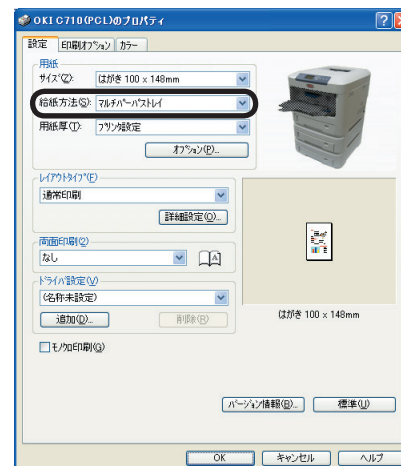 OKI C710(PCL)のプロパティ
設定 印刷オプション カラー
用紙
サイズ(Z): はがき 100 x 148mm
給紙方法(S): マルチパーパストレイ
用紙厚(T): プリンタ設定
オプション(P)...
レイアウトタイプ(F)
通常印刷
詳細設定(O)...
両面印刷(2)
なし
A
ドライバ設定(V)
(名称未設定)
追加(D)...
削除(R)
はがき 100 x 148mm
モノクロ印刷(G)
バージョン情報(B)...
標準(U)
OK
キャンセル
ヘルプ